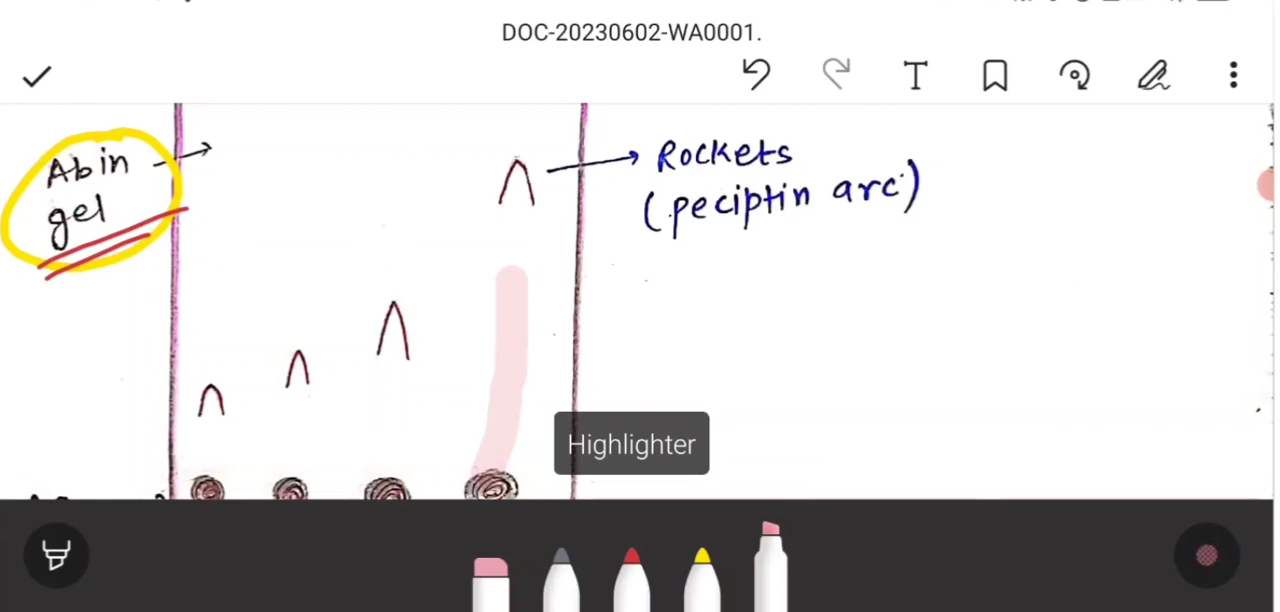 DOC-20230602-WA0001.
T
Ab in
gel
Rockets
(peciptin arc)
Highlighter